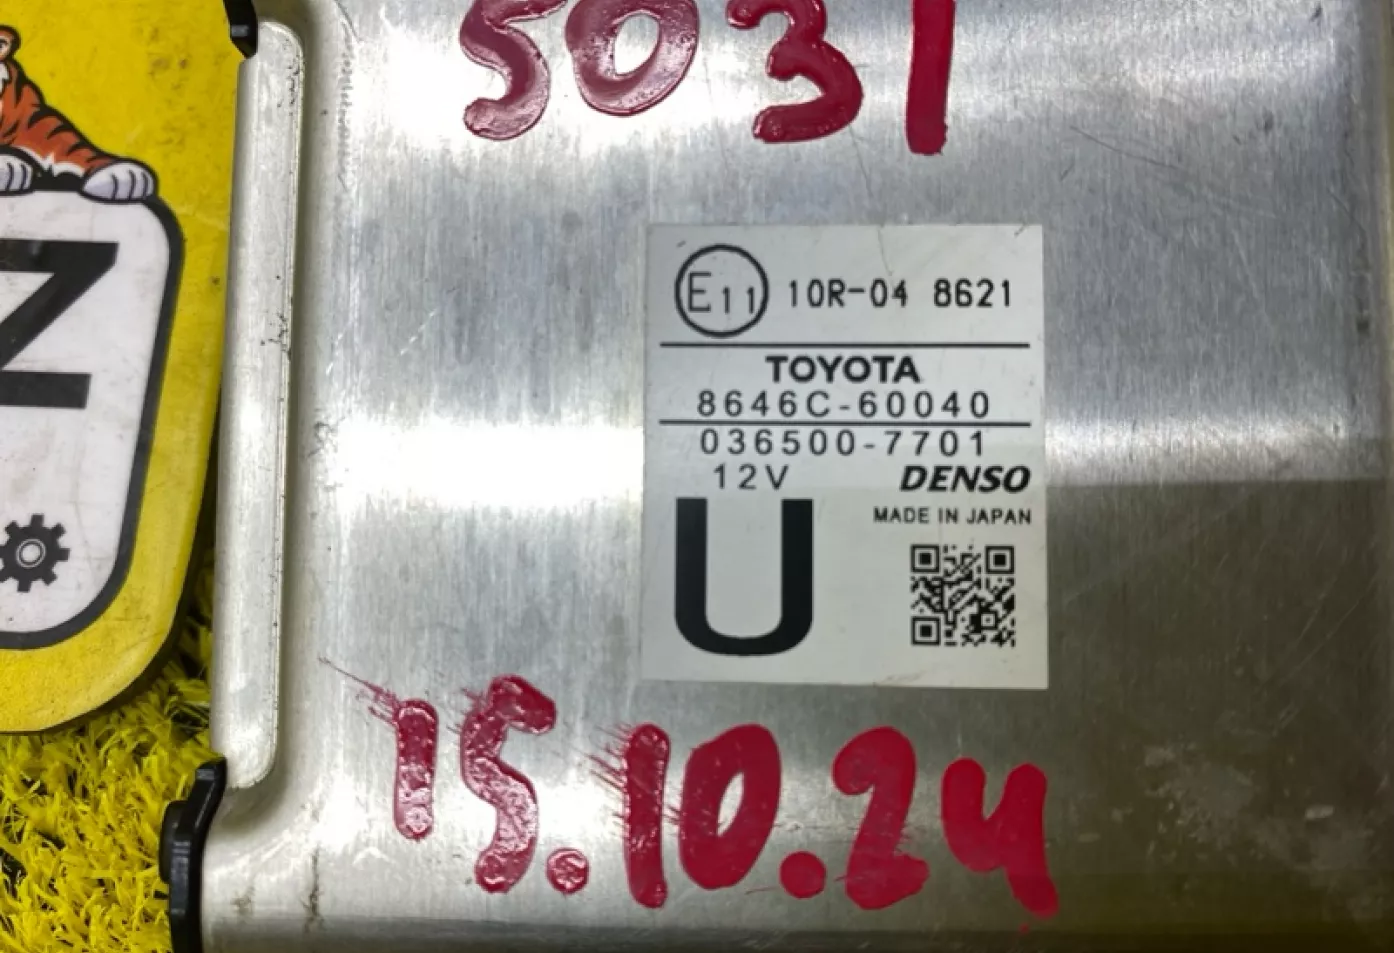 5031
E11 10R-04 8621
TOYOTA
8646C-60040
036500-7701
12V DENSO
MADE IN JAPAN
U
Z
15.10.24